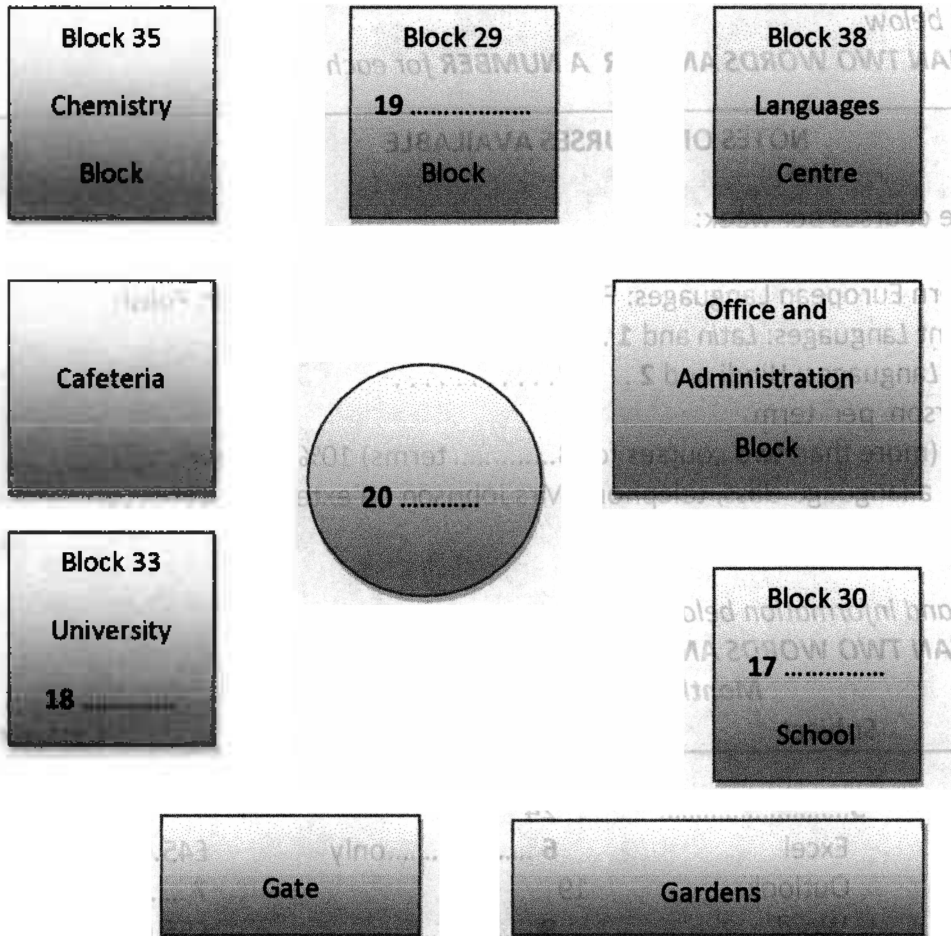 Block 35
Chemistry
Block
Block 29
19 ..................
Block
Block 38
Languages
Centre
Cafeteria
20 ............
Office and
Administration
Block
Block 33
University
18 ..................
Block 30
17 ...............
School
Gate
Gardens